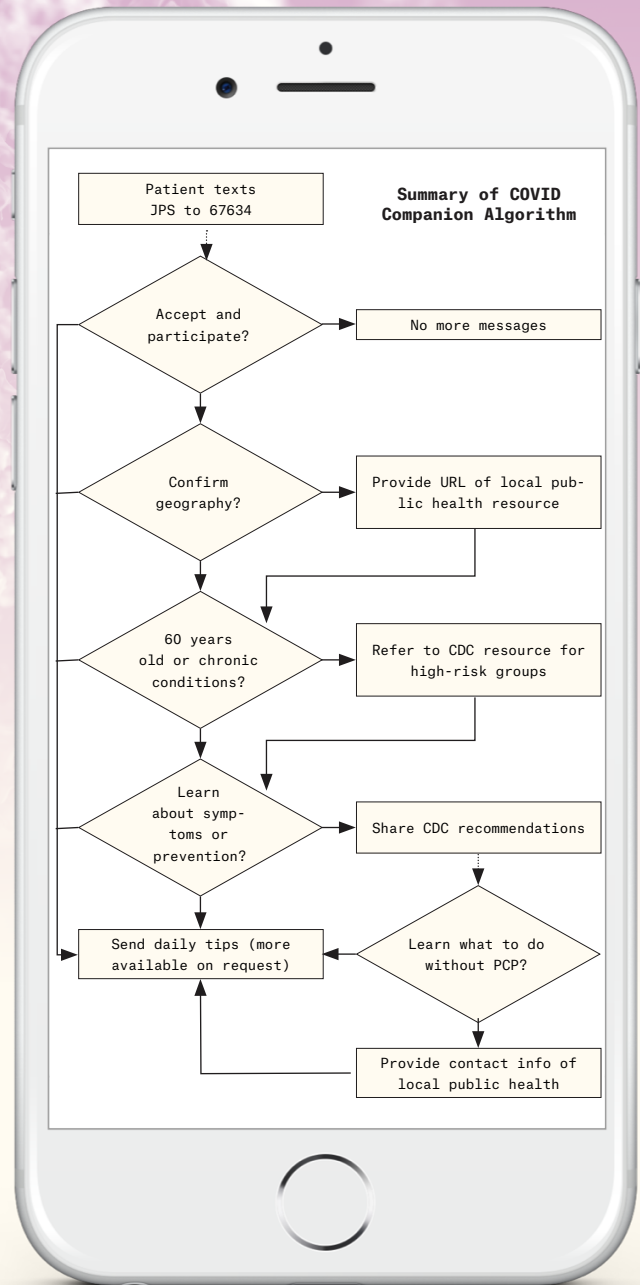 Patient texts
JPS to 67634
Summary of COVID
Companion Algorithm
Accept and
participate?
No more messages
Confirm
geography?
Provide URL of local pub-
lic health resource
60 years
old or chronic
conditions?
Refer to CDC resource for
high-risk groups
Learn
about symp-
toms or
prevention?
Share CDC recommendations
Send daily tips (more
available on request)
Learn what to do
without PCP?
Provide contact info of
local public health